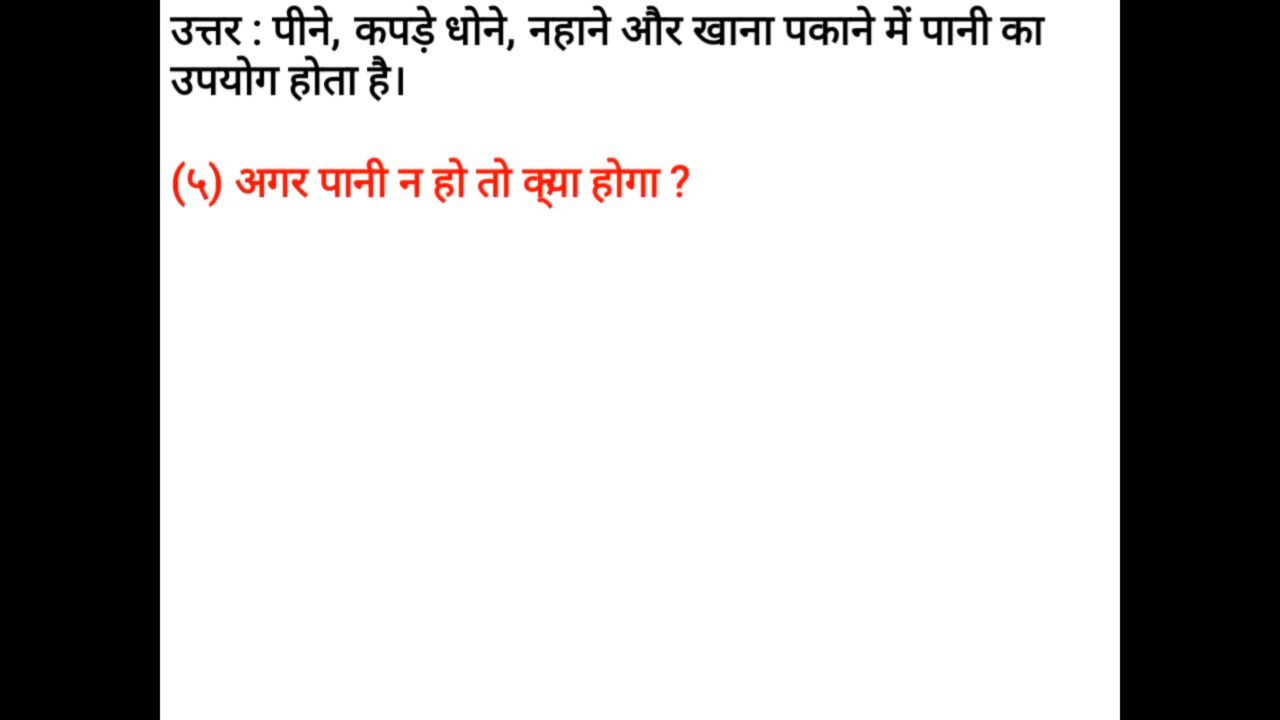 उत्तर : पीने, कपड़े धोने, नहाने और खाना पकाने में पानी का
उपयोग होता है।
(५) अगर पानी न हो तो क्या होगा ?